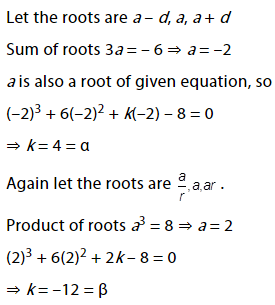 Let the roots are a – d, a, a + d
Sum of roots 3a = – 6 ⇒ a = –2
a is also a root of given equation, so
(–2)³ + 6(–2)² + k(–2) – 8 = 0
⇒ k = 4 = α
Again let the roots are a/r, a, ar .
Product of roots a³ = 8 ⇒ a = 2
(2)³ + 6(2)² + 2k – 8 = 0
⇒ k = –12 = β